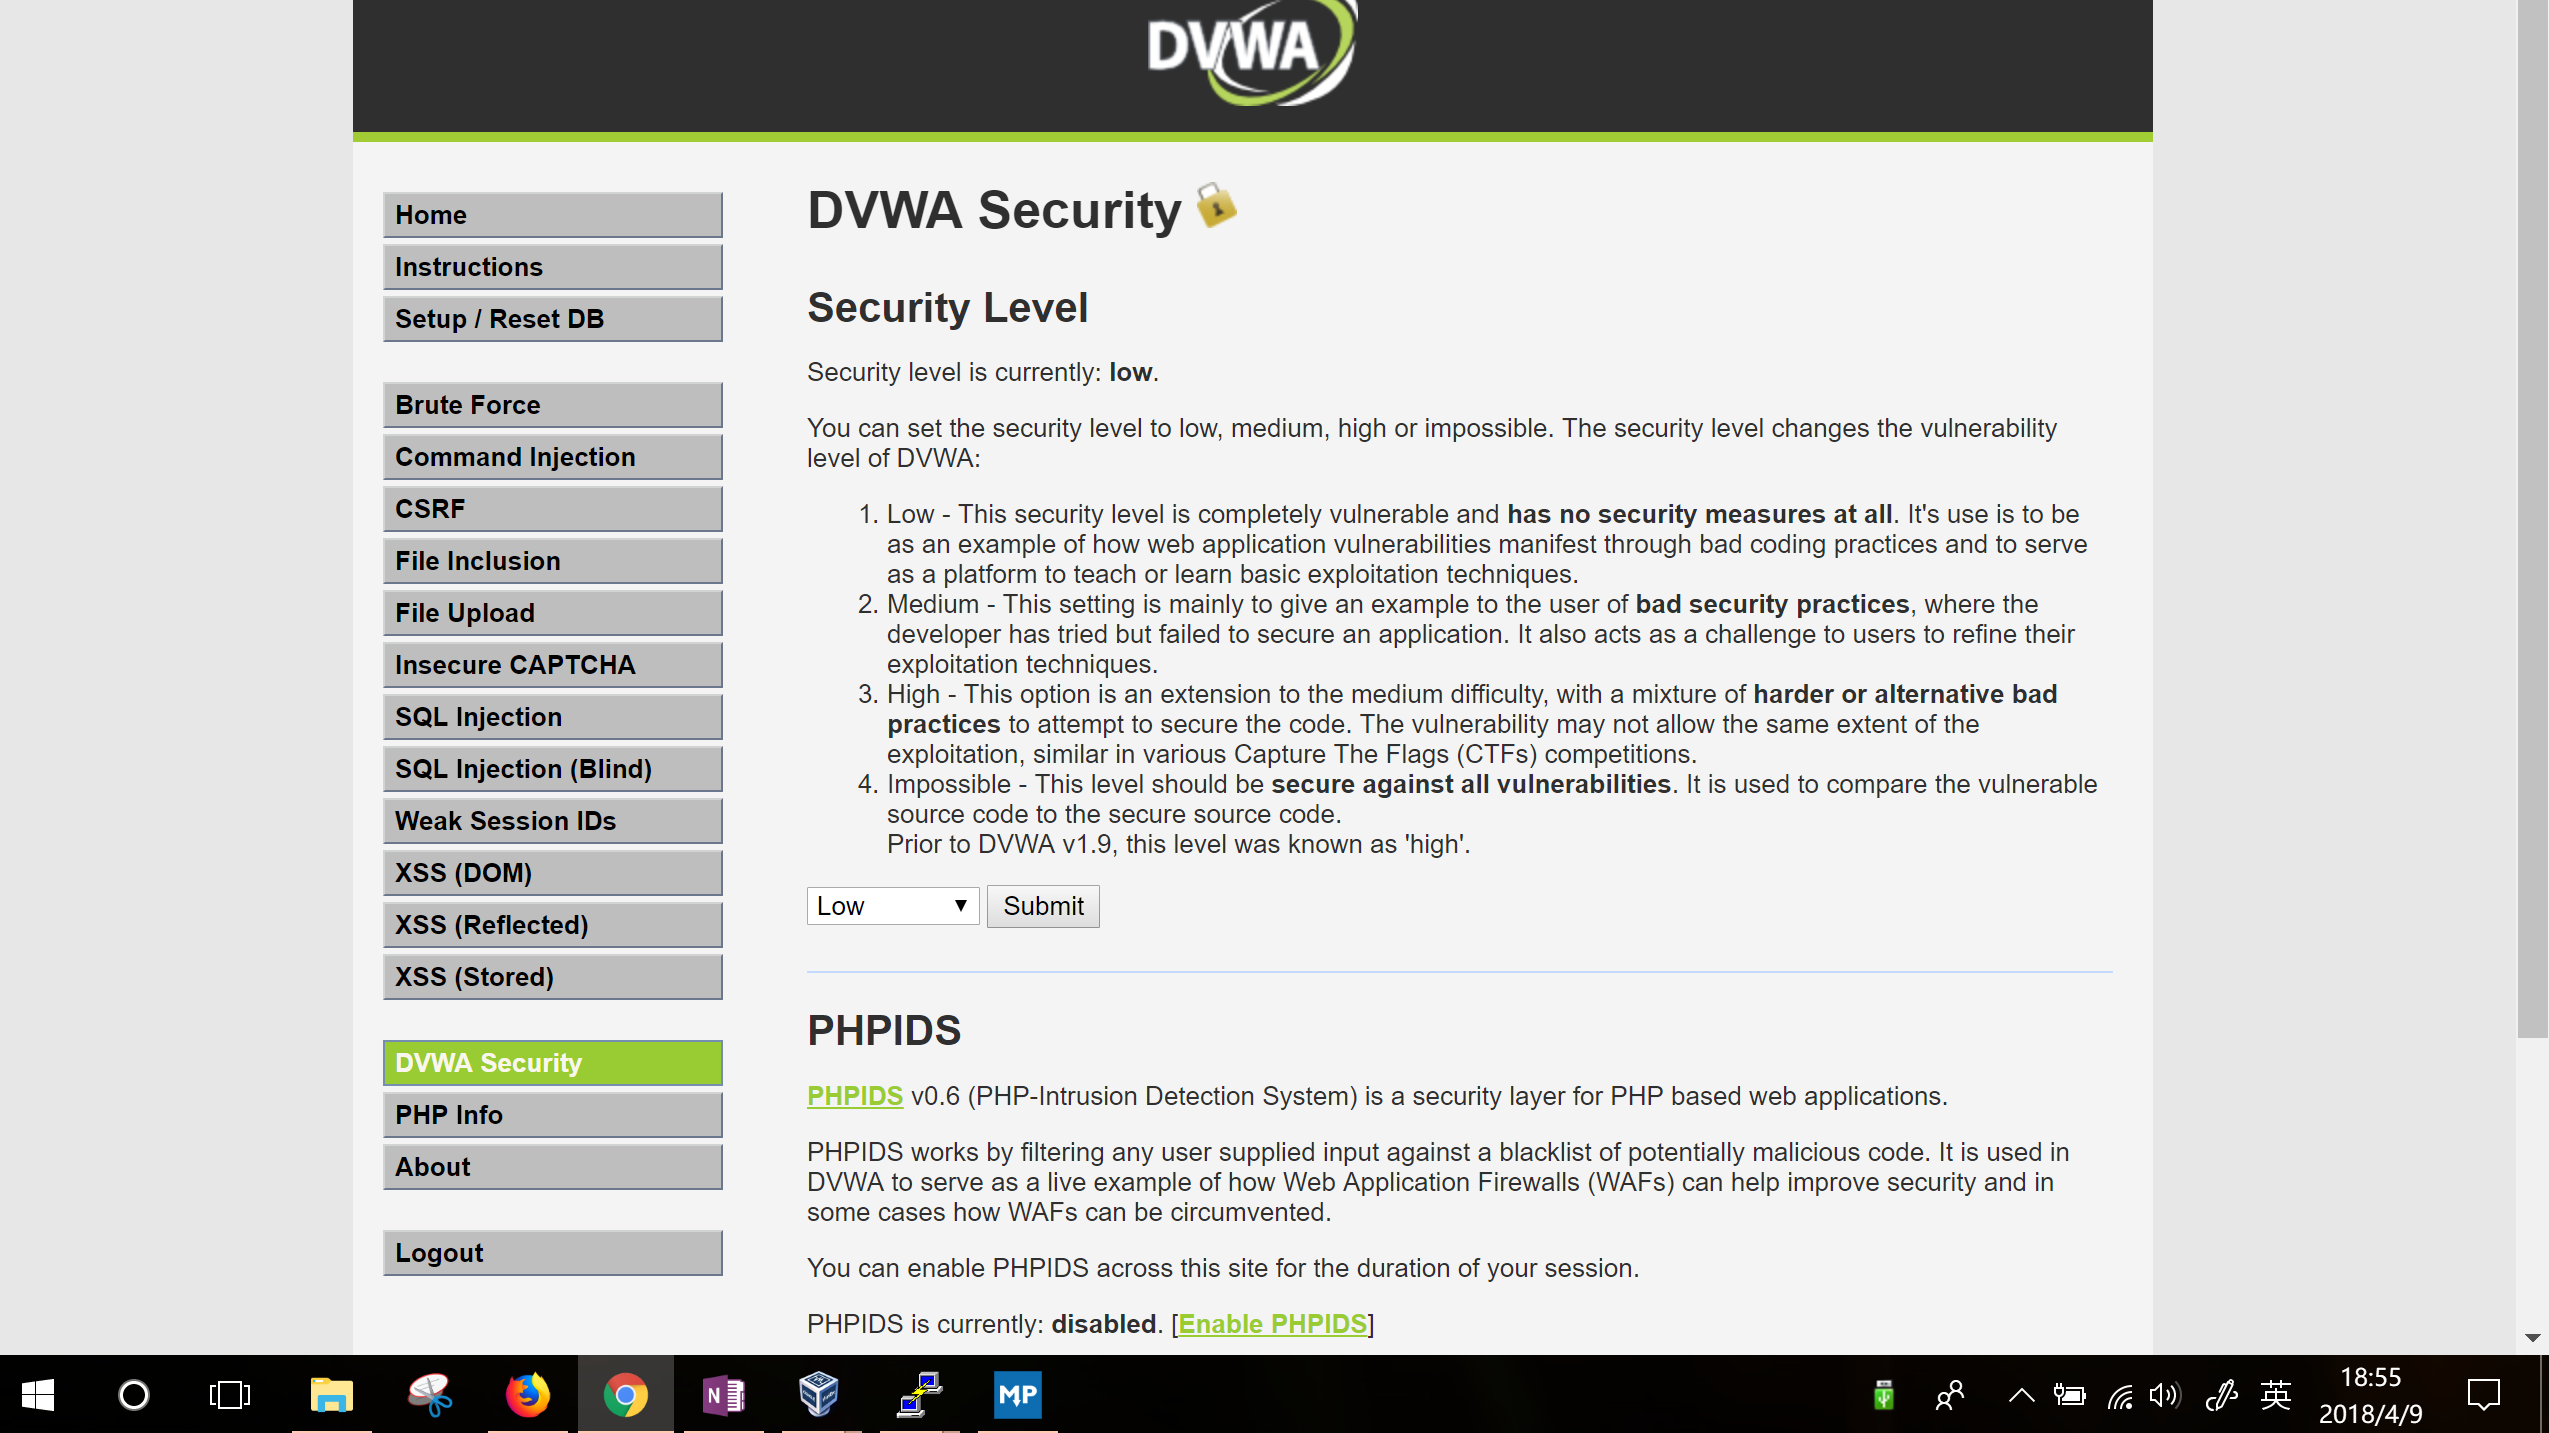 DVWA
Home
Instructions
Setup / Reset DB
Brute Force
Command Injection
CSRF
File Inclusion
File Upload
Insecure CAPTCHA
SQL Injection
SQL Injection (Blind)
Weak Session IDs
XSS (DOM)
XSS (Reflected)
XSS (Stored)
DVWA Security
PHP Info
About
Logout
DVWA Security
Security Level
Security level is currently: low.
You can set the security level to low, medium, high or impossible. The security level changes the vulnerability
level of DVWA:
1. Low - This security level is completely vulnerable and has no security measures at all. It's use is to be
as an example of how web application vulnerabilities manifest through bad coding practices and to serve
as a platform to teach or learn basic exploitation techniques.
2. Medium - This setting is mainly to give an example to the user of bad security practices, where the
developer has tried but failed to secure an application. It also acts as a challenge to users to refine their
exploitation techniques.
3. High - This option is an extension to the medium difficulty, with a mixture of harder or alternative bad
practices to attempt to secure the code. The vulnerability may not allow the same extent of the
exploitation, similar in various Capture The Flags (CTFs) competitions.
4. Impossible - This level should be secure against all vulnerabilities. It is used to compare the vulnerable
source code to the secure source code.
Prior to DVWA v1.9, this level was known as 'high'.
Low Submit
PHPIDS
PHPIDS v0.6 (PHP-Intrusion Detection System) is a security layer for PHP based web applications.
PHPIDS works by filtering any user supplied input against a blacklist of potentially malicious code. It is used in
DVWA to serve as a live example of how Web Application Firewalls (WAFs) can help improve security and in
some cases how WAFs can be circumvented.
You can enable PHPIDS across this site for the duration of your session.
PHPIDS is currently: disabled. [Enable PHPIDS]
N
MP
英
18:55
2018/4/9